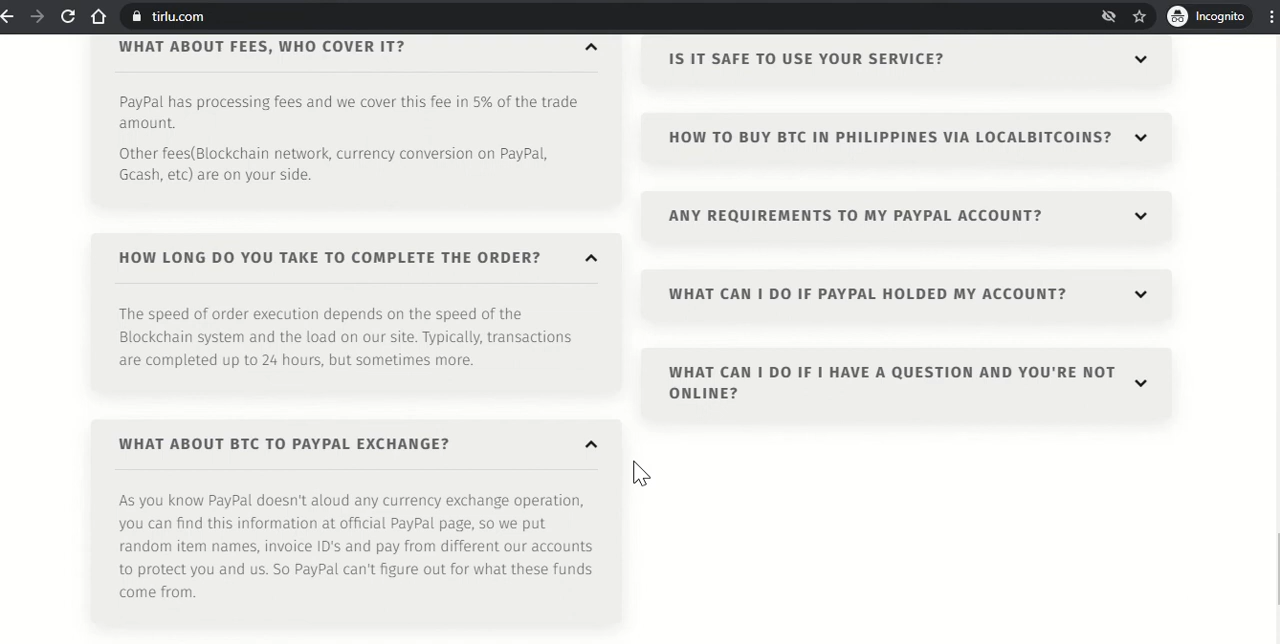 tirlu.com
Incognito
WHAT ABOUT FEES, WHO COVER IT?
PayPal has processing fees and we cover this fee in 5% of the trade
amount.
Other fees(Blockchain network, currency conversion on PayPal,
Gcash, etc) are on your side.
HOW LONG DO YOU TAKE TO COMPLETE THE ORDER?
The speed of order execution depends on the speed of the
Blockchain system and the load on our site. Typically, transactions
are completed up to 24 hours, but sometimes more.
WHAT ABOUT BTC TO PAYPAL EXCHANGE?
As you know PayPal doesn't aloud any currency exchange operation,
you can find this information at official PayPal page, so we put
random item names, invoice ID's and pay from different our accounts
to protect you and us. So PayPal can't figure out for what these funds
come from.
IS IT SAFE TO USE YOUR SERVICE?
HOW TO BUY BTC IN PHILIPPINES VIA LOCALBITCOINS?
ANY REQUIREMENTS TO MY PAYPAL ACCOUNT?
WHAT CAN I DO IF PAYPAL HOLDED MY ACCOUNT?
WHAT CAN I DO IF I HAVE A QUESTION AND YOU'RE NOT
ONLINE?